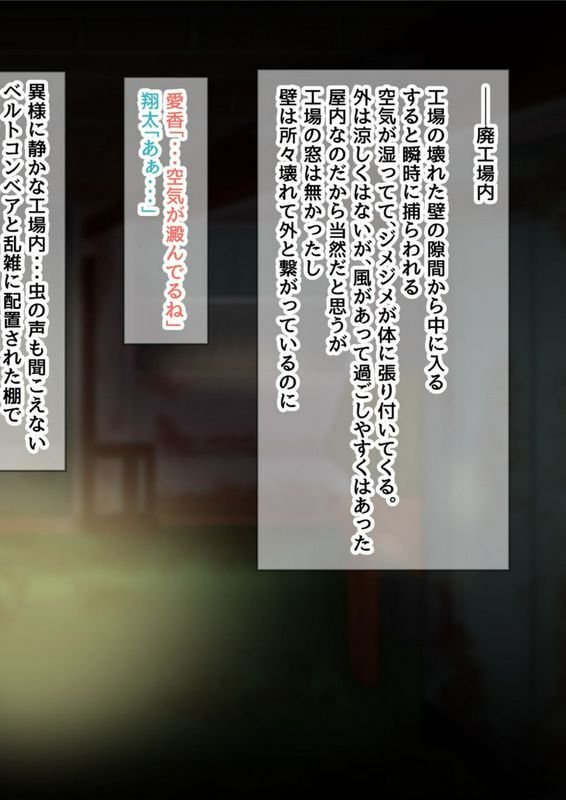 ――廃工場内
工場の壊れた壁の隙間から中に入る
すると瞬時に捕らわれる
空気が湿ってて、ジメジメが体に張り付いてくる。
外は涼しくはないが、風があって過ごしやすくはあった
屋内なのだから当然だと思うが
工場の窓は無かったし
壁は所々壊れて外と繋がっているのに
愛香「…空気が澱んでるね」
翔太「あぁ…」
異様に静かな工場内…虫の声も聞こえない
ベルトコンベアと乱雑に配置された棚で